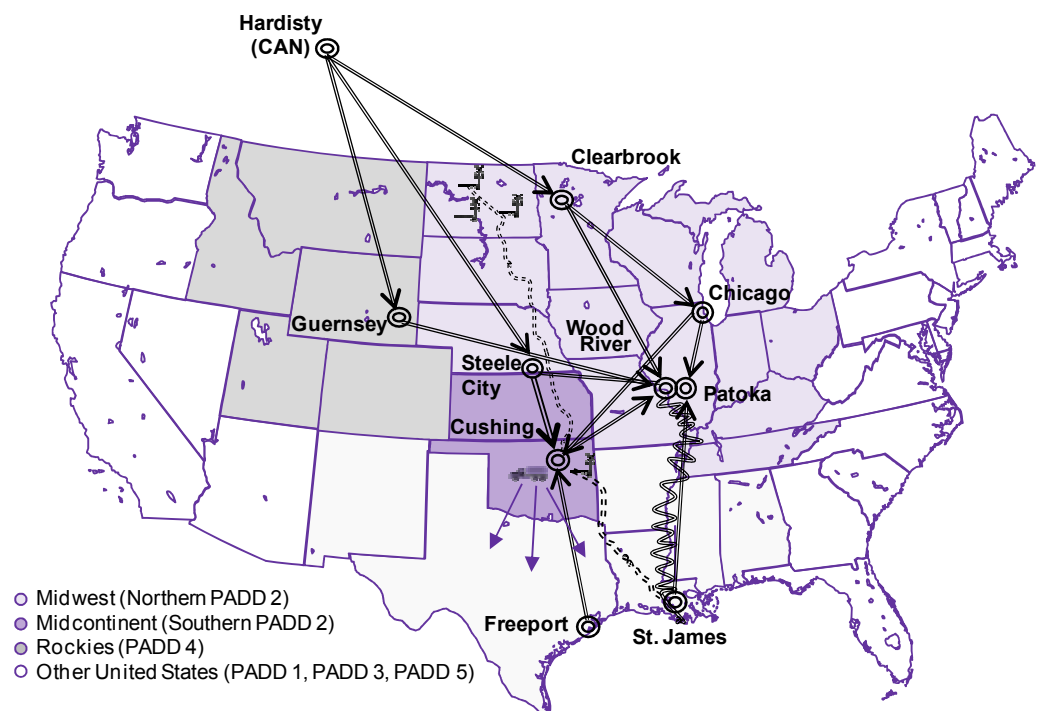 Hardisty
(CAN)
Clearbrook
Chicago
Guernsey
Wood
River
Steele
City
Patoka
Cushing
Freeport
St. James
Midwest (Northern PADD 2)
Midcontinent (Southern PADD 2)
Rockies (PADD 4)
Other United States (PADD 1, PADD 3, PADD 5)